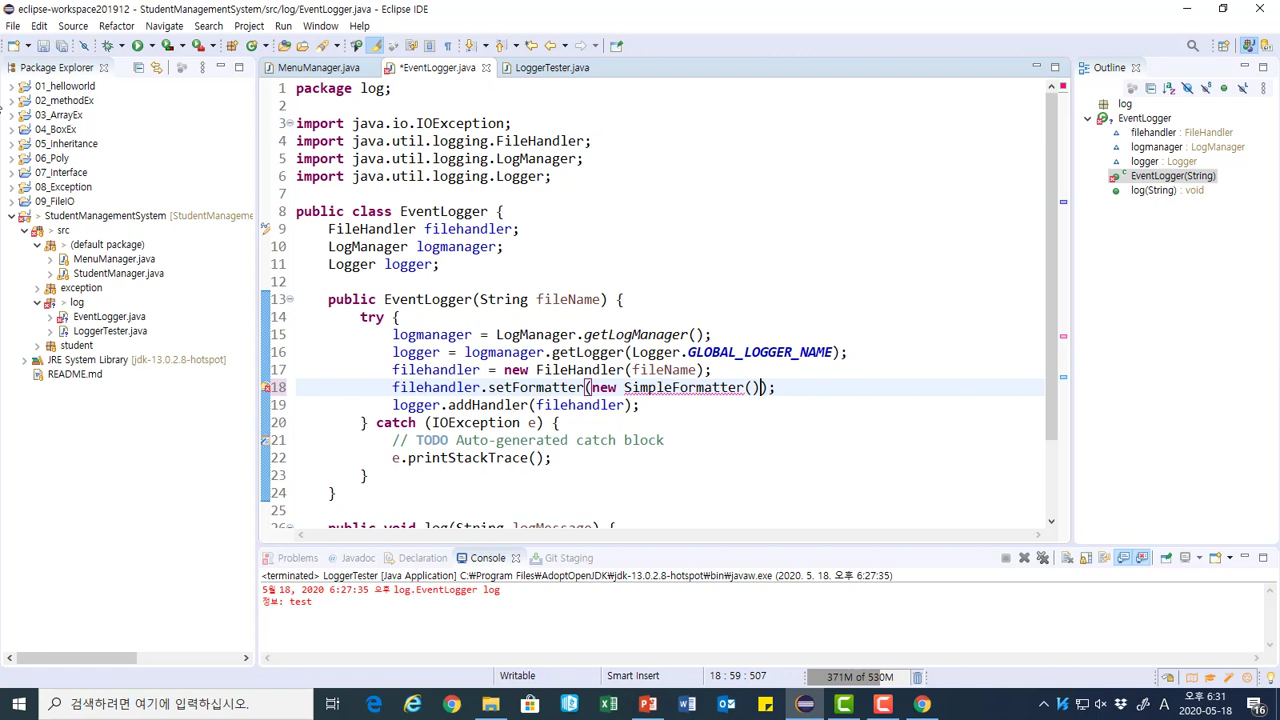 eclipse-workspace201912 - StudentManagementSystem/src/log/EventLogger.java - Eclipse IDE
File Edit Source Refactor Navigate Search Project Run Window Help
Package Explorer
MenuManager.java
*EventLogger.java
LoggerTester.java
Outline
01_helloworld
02_methodEx
03_ArrayEx
04_BoxEx
05_Inheritance
06_Poly
07_Interface
08_Exception
09_FileIO
StudentManagementSystem [StudentManageme
> src
> (default package)
MenuManager.java
StudentManager.java
exception
> log
EventLogger.java
LoggerTester.java
student
JRE System Library [jdk-13.0.2.8-hotspot]
README.md
1 package log;
2
3 import java.io.IOException;
4 import java.util.logging.FileHandler;
5 import java.util.logging.LogManager;
6 import java.util.logging.Logger;
7
8 public class EventLogger {
9 FileHandler filehandler;
10 LogManager logmanager;
11 Logger logger;
12
13 public EventLogger(String fileName) {
14 try {
15 logmanager = LogManager.getLogManager();
16 logger = logmanager.getLogger(Logger.GLOBAL_LOGGER_NAME);
17 filehandler = new FileHandler(fileName);
18 filehandler.setFormatter(new SimpleFormatter());
19 logger.addHandler(filehandler);
20 } catch (IOException e) {
21 // TODO Auto-generated catch block
22 e.printStackTrace();
23 }
24 }
25
26 public void log(String logMessage) {
log
EventLogger
filehandler : FileHandler
logmanager : LogManager
logger : Logger
EventLogger(String)
log(String) : void
Problems Javadoc Declaration Console Git Staging
<terminated> LoggerTester [Java Application] C:₩Program Files₩AdoptOpenJDK₩jdk-13.0.2.8-hotspot₩bin₩javaw.exe (2020. 5. 18. 오후 6:27:35)
5월 18, 2020 6:27:35 오후 log.EventLogger log
정보: test
Writable Smart Insert 18 : 59 : 507 371M of 530M
검색하려면 여기에 입력하십시오.
A
오후 6:31
2020-05-18
16